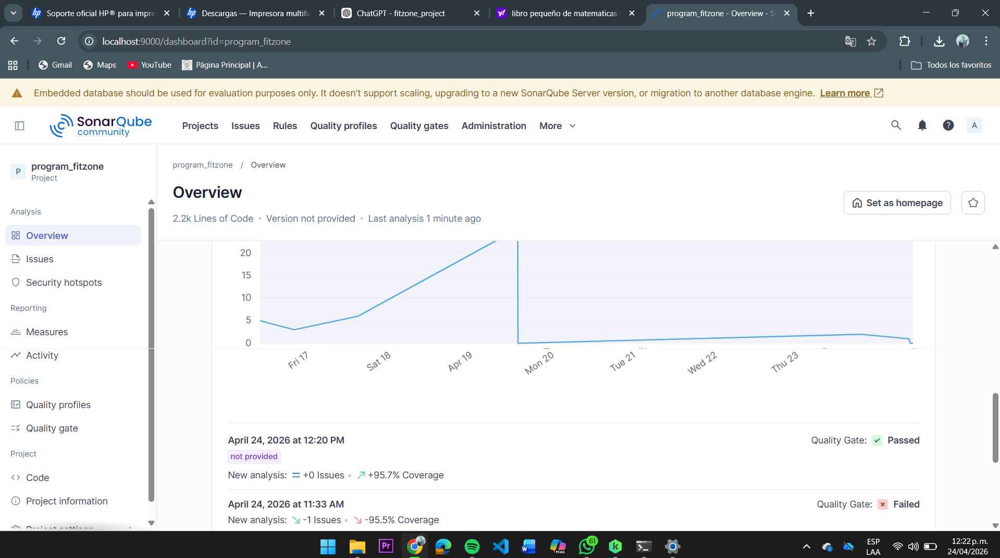 Soporte oficial HP® para impre
Descargas — Impresora multifu
ChatGPT - fitzone_project
libro pequeño de matematicas
program_fitzone - Overview - S
localhost:9000/dashboard?id=program_fitzone
Gmail
Maps
YouTube
Página Principal | A...
Todos los favoritos
Embedded database should be used for evaluation purposes only. It doesn't support scaling, upgrading to a new SonarQube Server version, or migration to another database engine. Learn more
SonarQube
community
Projects
Issues
Rules
Quality profiles
Quality gates
Administration
More
A
P
program_fitzone
Project
Analysis
Overview
Issues
Security hotspots
Reporting
Measures
Activity
Policies
Quality profiles
Quality gate
Project
Code
Project information
program_fitzone / Overview
Overview
2.2k Lines of Code • Version not provided • Last analysis 1 minute ago
Set as homepage
20
15
10
5
0
Fri 17
Sat 18
Apr 19
Mon 20
Tue 21
Wed 22
Thu 23
April 24, 2026 at 12:20 PM
Quality Gate: Passed
not provided
New analysis: +0 Issues • +95.7% Coverage
April 24, 2026 at 11:33 AM
Quality Gate: Failed
New analysis: -1 Issues • -95.5% Coverage
Pr
W
M365
61
k
ESP
LAA
12:22 p. m.
24/04/2026